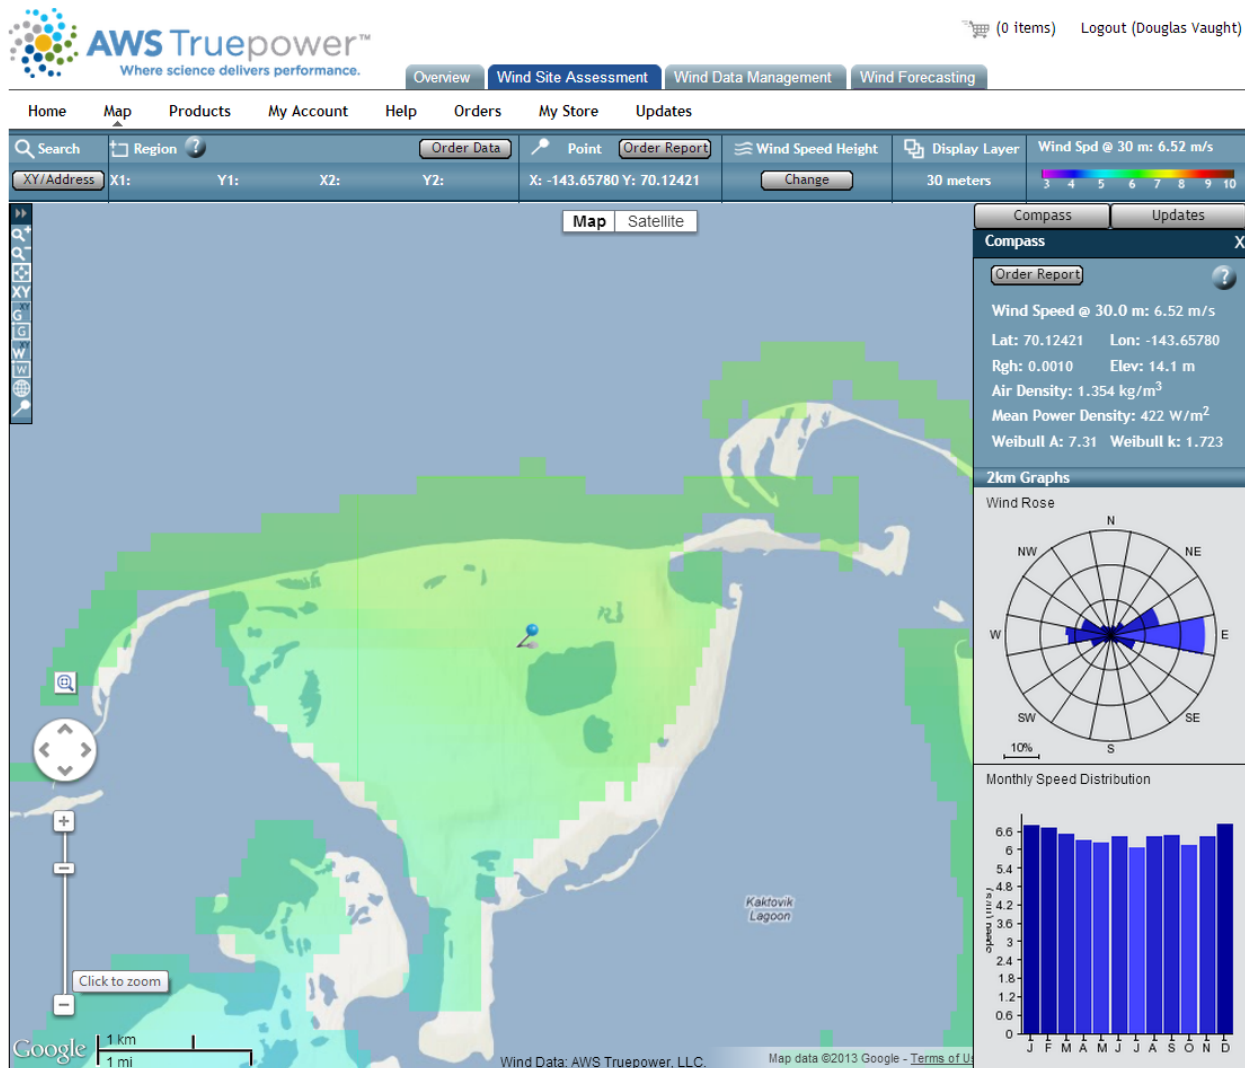 AWS Truepower™
Where science delivers performance.
(0 items) Logout (Douglas Vaught)
Overview Wind Site Assessment Wind Data Management Wind Forecasting
Home Map Products My Account Help Orders My Store Updates
Search Region ? Order Data Point Order Report Wind Speed Height Display Layer Wind Spd @ 30 m: 6.52 m/s
XY/Address X1: Y1: X2: Y2: X: -143.65780 Y: 70.12421 Change 30 meters 3 4 5 6 7 8 9 10
Map Satellite
XY
G XY
G
W XY
W
Compass Updates
Compass X
Order Report ?
Wind Speed @ 30.0 m: 6.52 m/s
Lat: 70.12421 Lon: -143.65780
Rgh: 0.0010 Elev: 14.1 m
Air Density: 1.354 kg/m³
Mean Power Density: 422 W/m²
Weibull A: 7.31 Weibull k: 1.723
2km Graphs
Wind Rose
N
NW NE
W E
SW SE
S
10%
Monthly Speed Distribution
6.6
6
5.4
4.8
4.2
3.6
3
2.4
1.8
1.2
0.6
0
J F M A M J J A S O N D
Kaktovik
Lagoon
Click to zoom
Google 1 km
1 mi
Wind Data: AWS Truepower, LLC. Map data ©2013 Google - Terms of Us